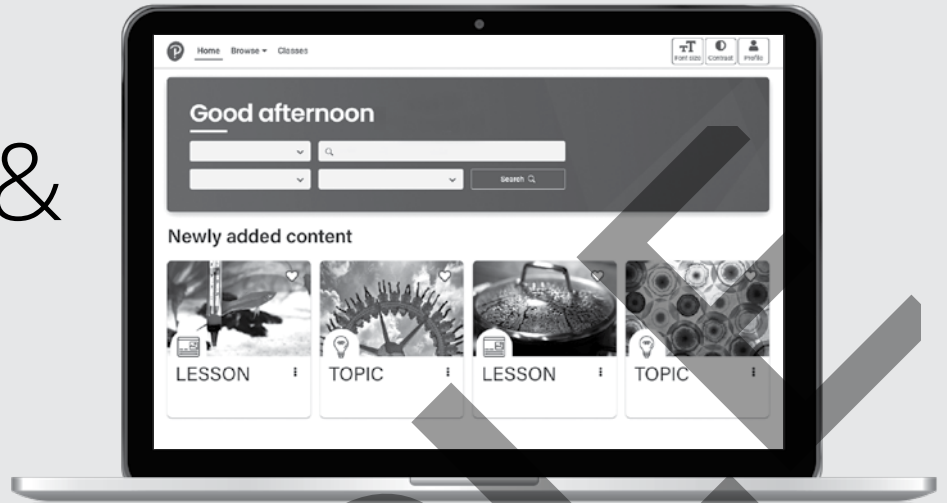 &
P
Home Browse Classes
Font size Contrast Profile
Good afternoon
Search
Newly added content
LESSON TOPIC LESSON TOPIC